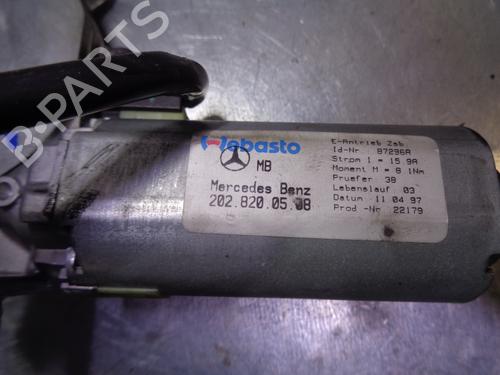 B-PARTS
Webasto
MB
Mercedes Benz
202.820.05.08
E-Antrieb Zsb
Id-Nr 87296A
Strom I = 15.9A
Moment M = 8 1Nm
Pruefer 38
Lebenslauf 03
Datum 11 04 97
Prod -Nr 22179